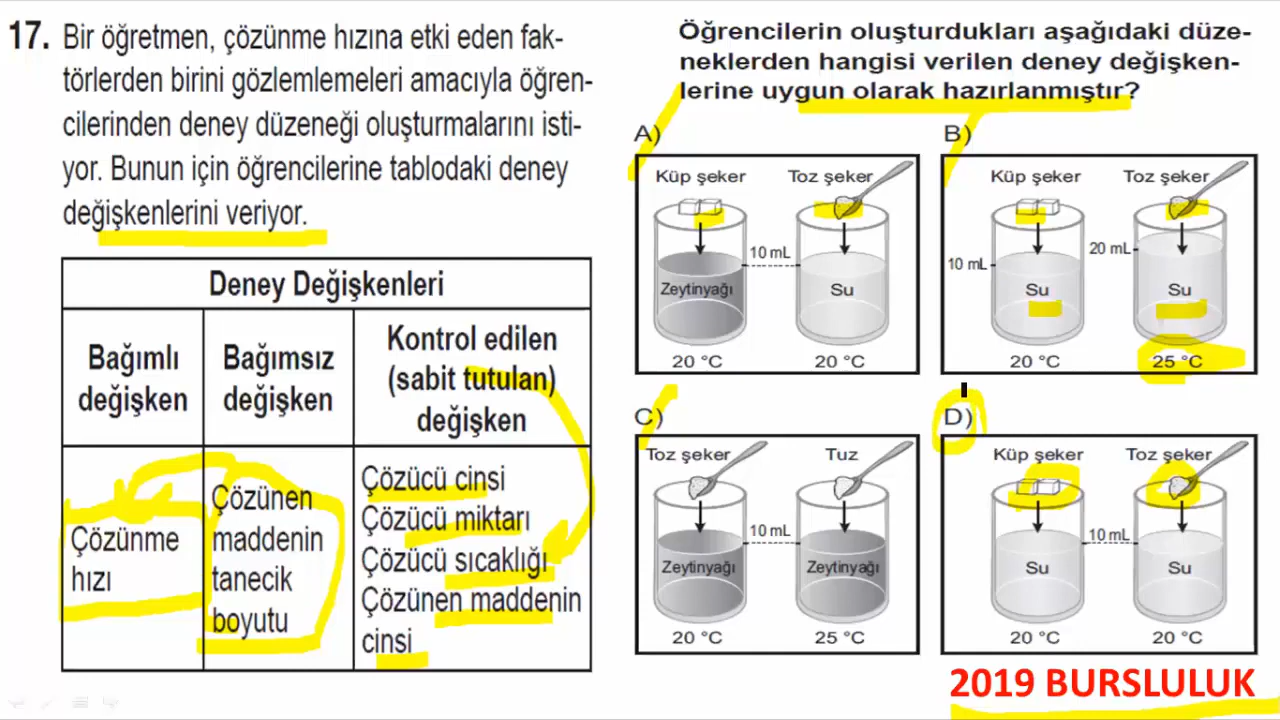 17. Bir öğretmen, çözünme hızına etki eden fak-
törlerden birini gözlemlemeleri amacıyla öğren-
cilerinden deney düzeneği oluşturmalarını isti-
yor. Bunun için öğrencilerine tablodaki deney
değişkenlerini veriyor.
Deney Değişkenleri
Bağımlı
değişken
Bağımsız
değişken
Kontrol edilen
(sabit tutulan)
değişken
Çözünme
hızı
Çözünen
maddenin
tanecik
boyutu
Çözücü cinsi
Çözücü miktarı
Çözücü sıcaklığı
Çözünen maddenin
cinsi
Öğrencilerin oluşturdukları aşağıdaki düze-
neklerden hangisi verilen deney değişken-
lerine uygun olarak hazırlanmıştır?
A)
Küp şeker Toz şeker
10 mL
Zeytinyağı Su
20 °C 20 °C
B)
Küp şeker Toz şeker
10 mL 20 mL
Su Su
20 °C 25 °C
C)
Toz şeker Tuz
10 mL
Zeytinyağı Zeytinyağı
20 °C 25 °C
D)
Küp şeker Toz şeker
10 mL
Su Su
20 °C 20 °C
2019 BURSLULUK